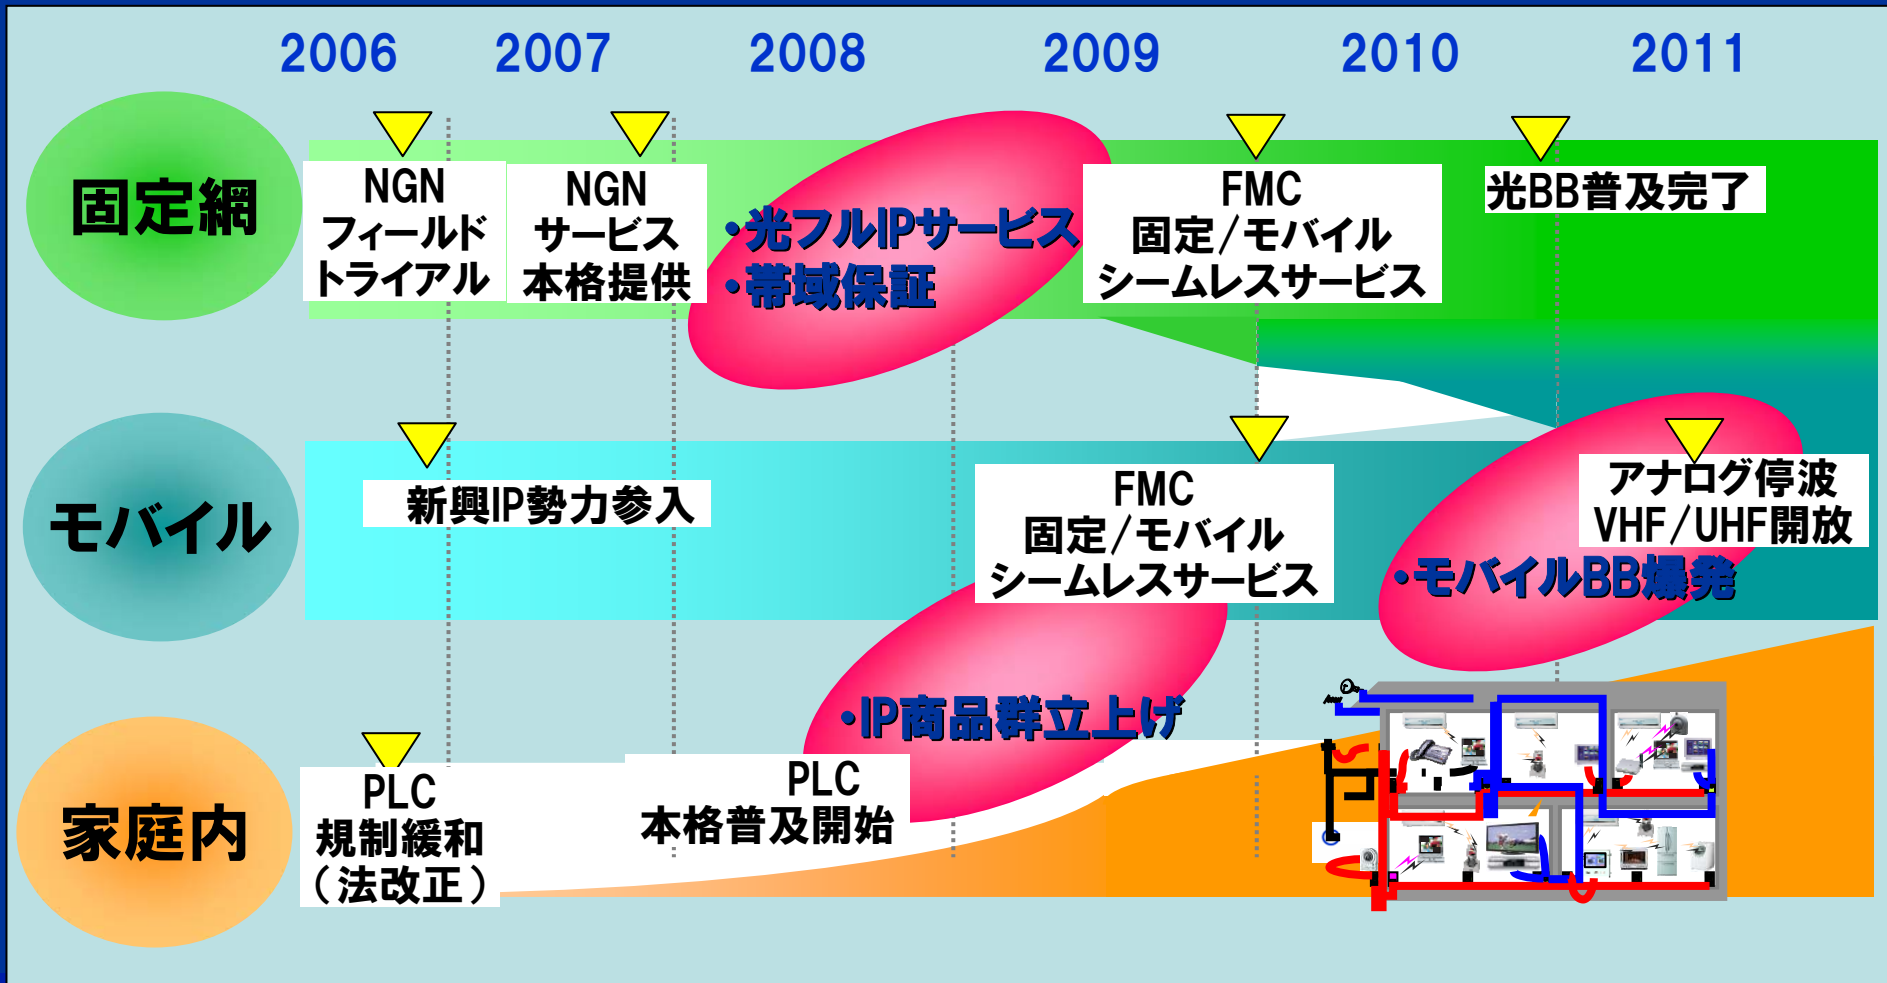 2006 2007 2008 2009 2010 2011
固定網
NGN
フィールド
トライアル
NGN
サービス
本格提供
・光フルIPサービス
・帯域保証
FMC
固定/モバイル
シームレスサービス
光BB普及完了
モバイル
新興IP勢力参入
FMC
固定/モバイル
シームレスサービス
アナログ停波
VHF/UHF開放
・モバイルBB爆発
家庭内
PLC
規制緩和
(法改正)
PLC
本格普及開始
・IP商品群立上げ